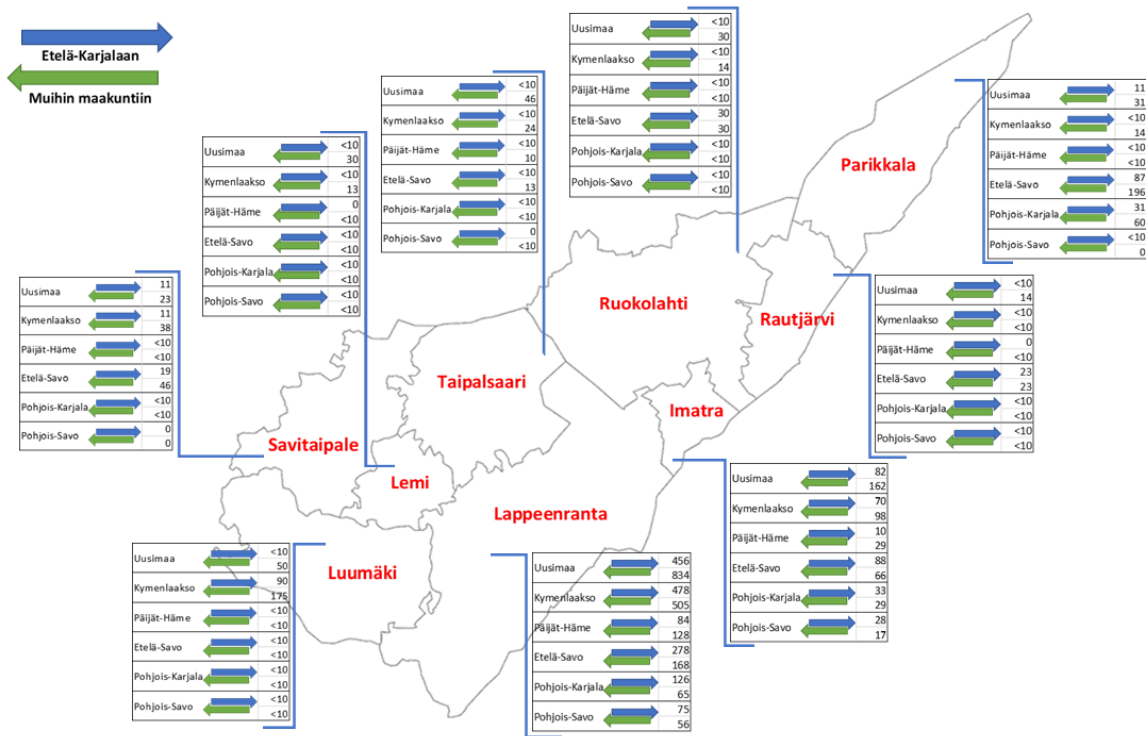 Etelä-Karjalaan
Muihin maakuntiin
Uusimaa <10
30
Kymenlaakso <10
14
Päijät-Häme <10
<10
Etelä-Savo 30
30
Pohjois-Karjala <10
<10
Pohjois-Savo <10
<10
Uusimaa <10
46
Kymenlaakso <10
24
Päijät-Häme <10
10
Etelä-Savo <10
13
Pohjois-Karjala <10
<10
Pohjois-Savo 0
<10
Uusimaa 11
31
Kymenlaakso <10
14
Päijät-Häme <10
<10
Etelä-Savo 87
196
Pohjois-Karjala 31
60
Pohjois-Savo <10
0
Uusimaa <10
30
Kymenlaakso <10
13
Päijät-Häme 0
<10
Etelä-Savo <10
<10
Pohjois-Karjala <10
<10
Pohjois-Savo <10
<10
Parikkala
Uusimaa 11
23
Kymenlaakso 11
38
Päijät-Häme <10
<10
Etelä-Savo 19
46
Pohjois-Karjala <10
<10
Pohjois-Savo 0
0
Ruokolahti
Rautjärvi
Uusimaa <10
14
Kymenlaakso <10
<10
Päijät-Häme 0
<10
Etelä-Savo 23
23
Pohjois-Karjala <10
<10
Pohjois-Savo <10
<10
Taipalsaari
Imatra
Savitaipale
Lemi
Lappeenranta
Uusimaa 82
162
Kymenlaakso 70
98
Päijät-Häme 10
29
Etelä-Savo 88
66
Pohjois-Karjala 33
29
Pohjois-Savo 28
17
Luumäki
Uusimaa <10
50
Kymenlaakso 90
175
Päijät-Häme <10
<10
Etelä-Savo <10
<10
Pohjois-Karjala <10
<10
Pohjois-Savo <10
<10
Uusimaa 456
834
Kymenlaakso 478
505
Päijät-Häme 84
128
Etelä-Savo 278
168
Pohjois-Karjala 126
65
Pohjois-Savo 75
56